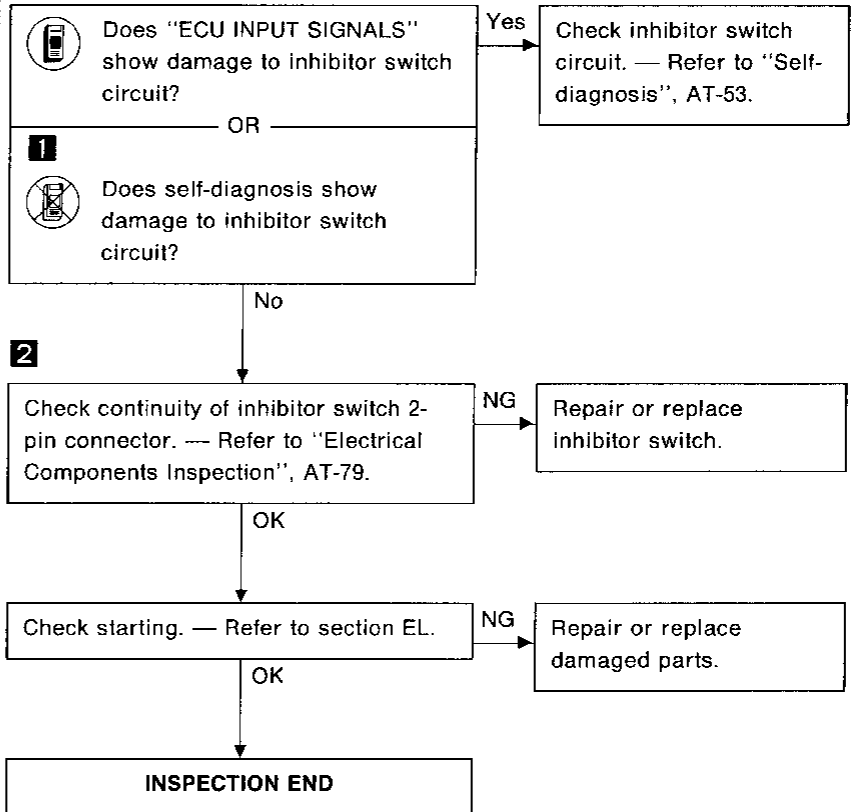 Does "ECU INPUT SIGNALS"
show damage to inhibitor switch
circuit?
Yes
Check inhibitor switch
circuit. — Refer to "Self-
diagnosis", AT-53.
OR
1
Does self-diagnosis show
damage to inhibitor switch
circuit?
No
2
Check continuity of inhibitor switch 2-
pin connector. — Refer to "Electrical
Components Inspection", AT-79.
NG
Repair or replace
inhibitor switch.
OK
Check starting. — Refer to section EL.
NG
Repair or replace
damaged parts.
OK
INSPECTION END